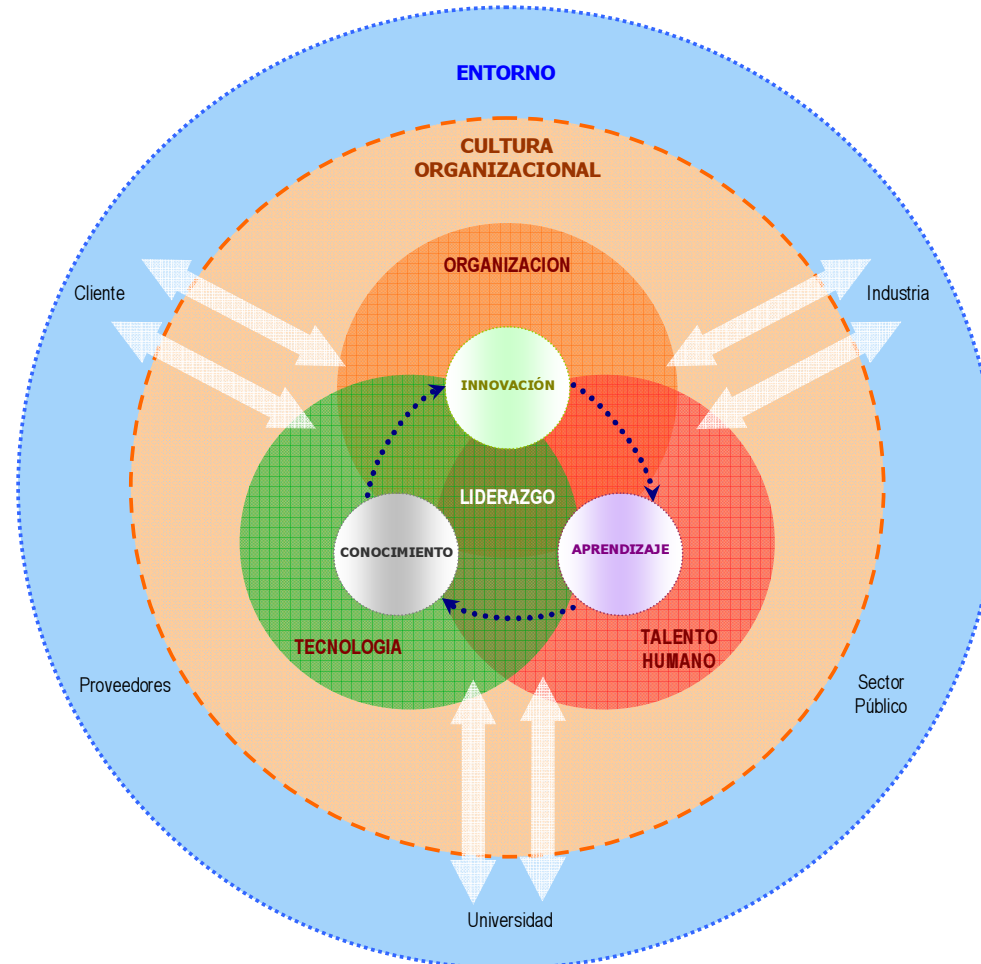 ENTORNO
CULTURA
ORGANIZACIONAL
ORGANIZACION
Cliente
Industria
INNOVACIÓN
LIDERAZGO
CONOCIMIENTO
APRENDIZAJE
TECNOLOGIA
TALENTO
HUMANO
Proveedores
Sector
Público
Universidad